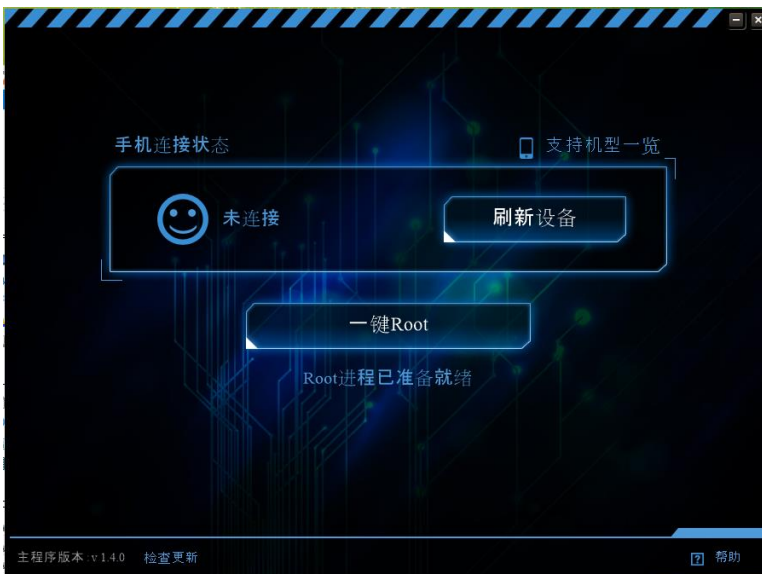 手机连接状态
支持机型一览
未连接
刷新设备
一键Root
Root进程已准备就绪
主程序版本:v1.4.0 检查更新
? 帮助